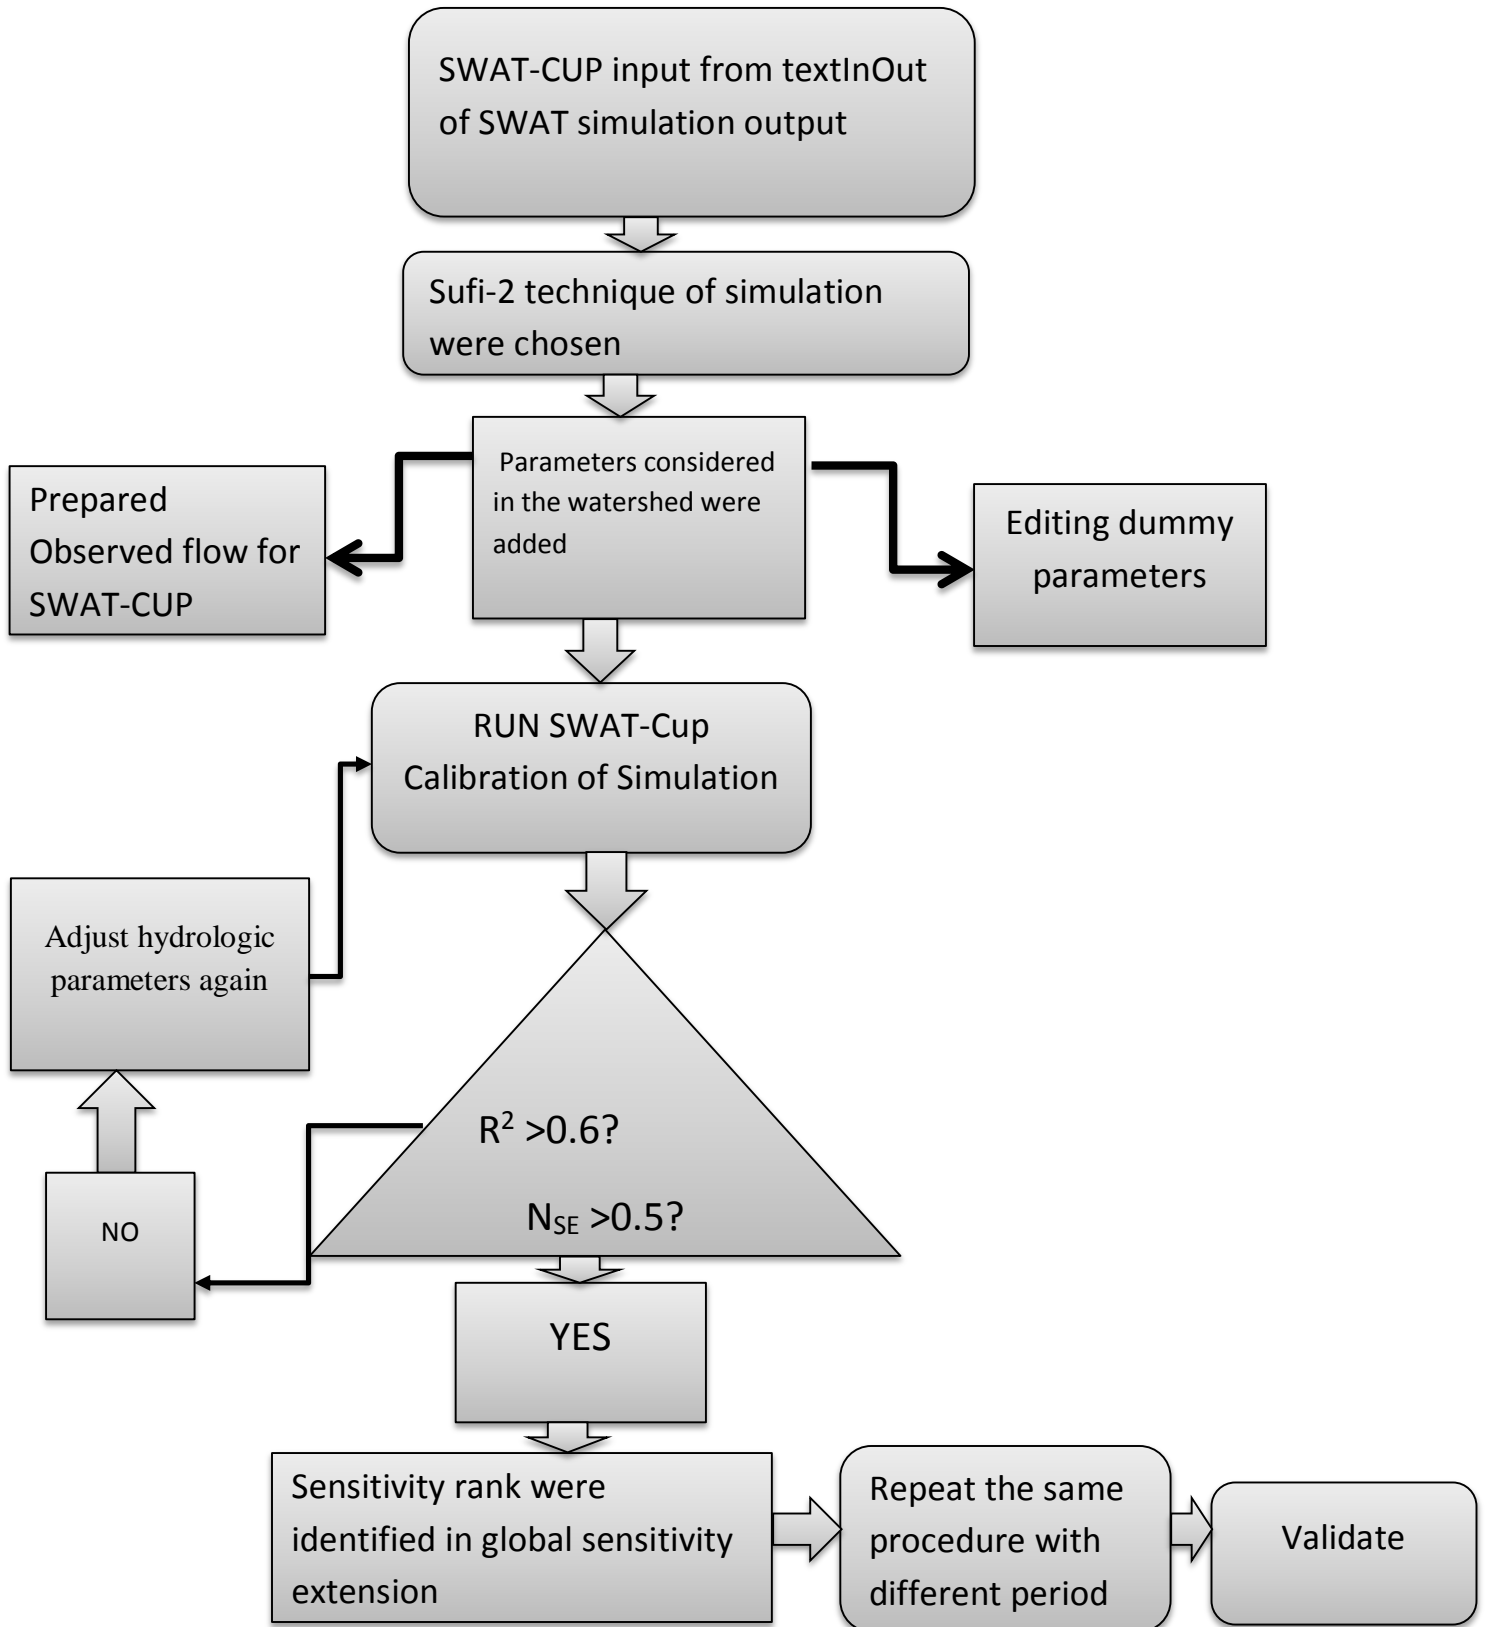 SWAT-CUP input from textInOut
of SWAT simulation output
Sufi-2 technique of simulation
were chosen
Parameters considered
in the watershed were
added
Prepared
Observed flow for
SWAT-CUP
Editing dummy
parameters
RUN SWAT-Cup
Calibration of Simulation
Adjust hydrologic
parameters again
R² >0.6?
N_SE >0.5?
NO
YES
Sensitivity rank were
identified in global sensitivity
extension
Repeat the same
procedure with
different period
Validate